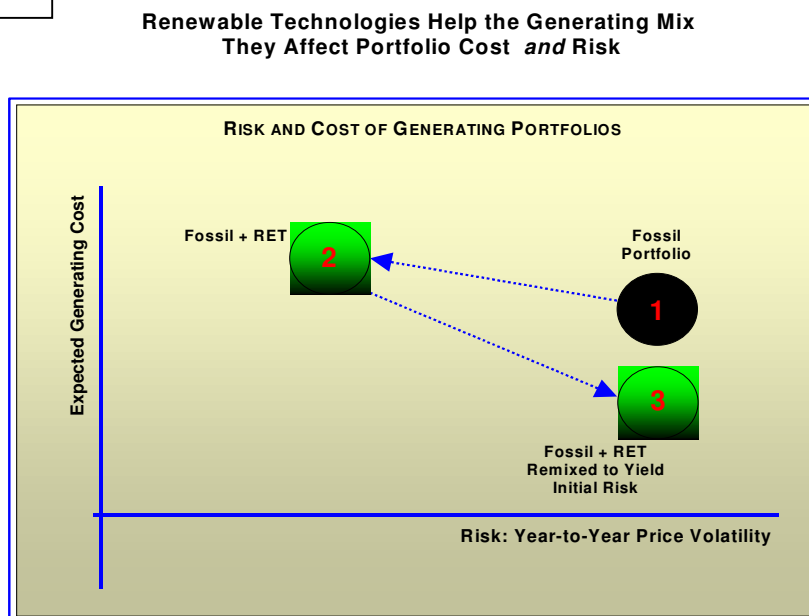 Renewable Technologies Help the Generating Mix
They Affect Portfolio Cost and Risk
RISK AND COST OF GENERATING PORTFOLIOS
Expected Generating Cost
Fossil + RET
2
Fossil
Portfolio
1
3
Fossil + RET
Remixed to Yield
Initial Risk
Risk: Year-to-Year Price Volatility